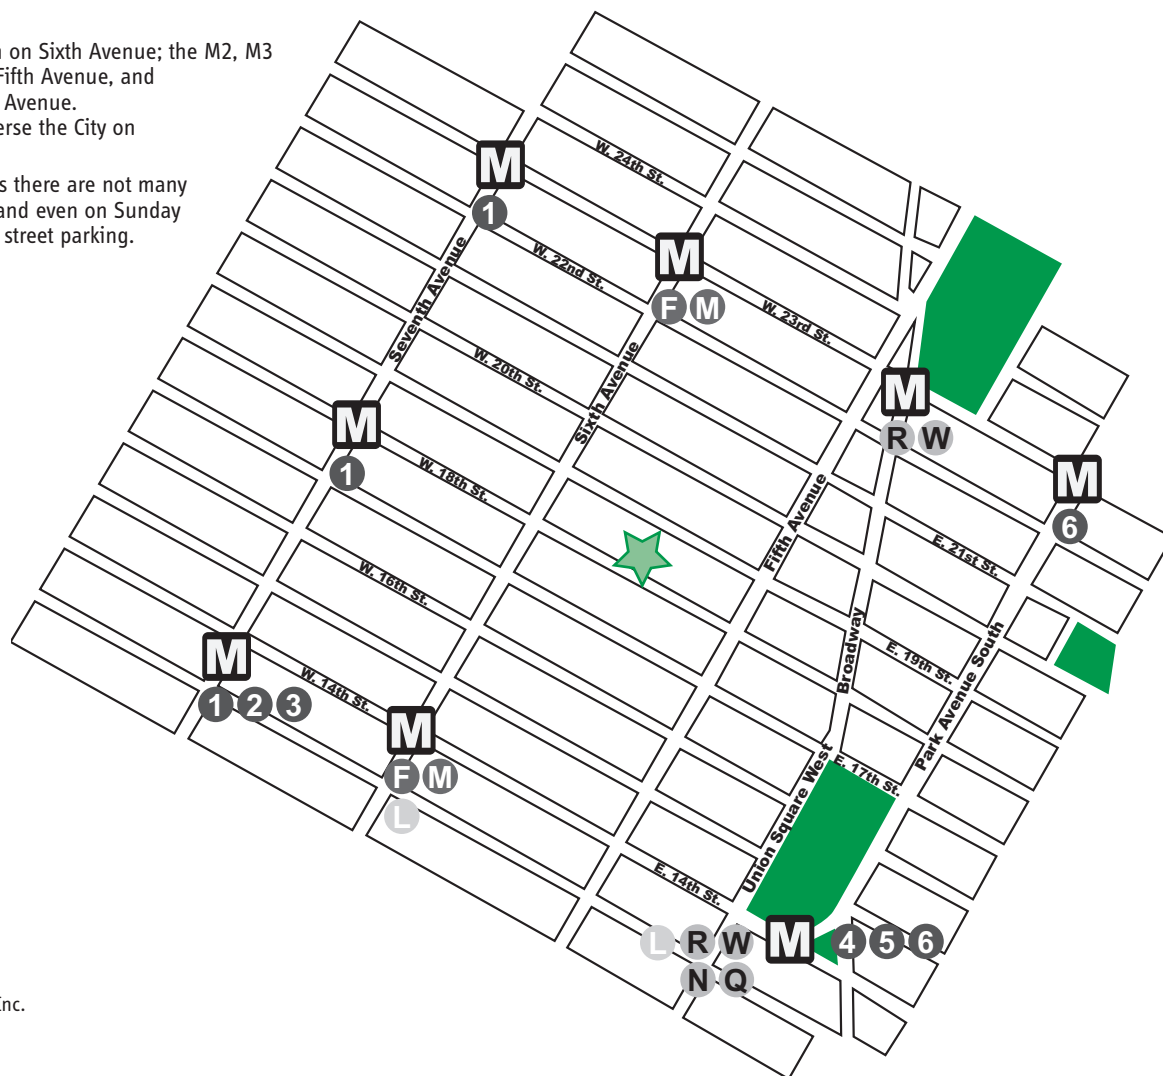 on Sixth Avenue; the M2, M3
Fifth Avenue, and
Avenue.
erse the City on
s there are not many
and even on Sunday
street parking.
W. 24th St.
M
1
W. 22nd St.
Seventh Avenue
M
F M
W. 23rd St.
W. 20th St.
Sixth Avenue
M
R W
M
1
W. 18th St.
M
6
Fifth Avenue
E. 21st St.
W. 16th St.
Broadway
E. 19th St.
Park Avenue South
M
1 2 3
W. 14th St.
M
F M
L
Union Square West
E. 17th St.
E. 14th St.
L R W
N Q
M
4 5 6
Inc.